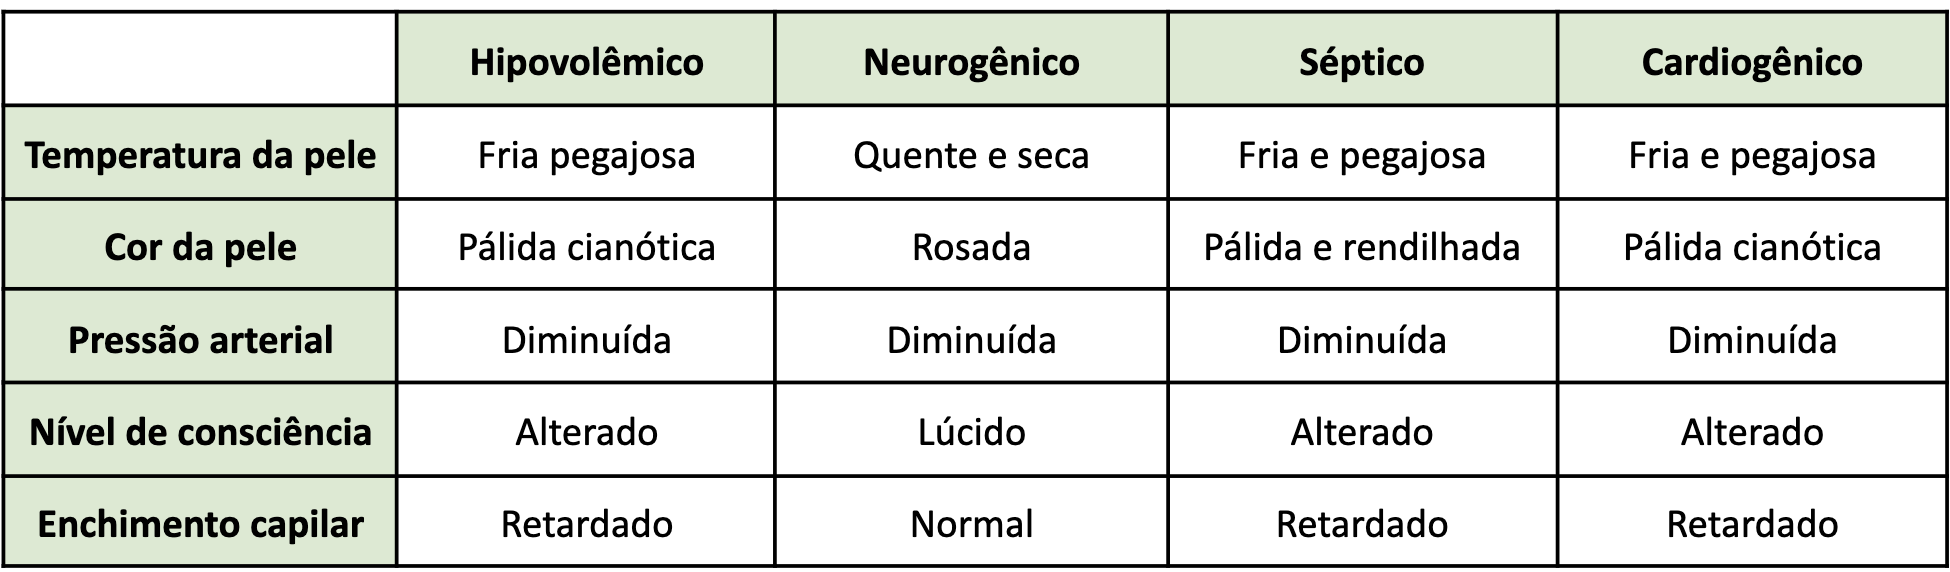 Hipovolêmico Neurogênico Séptico Cardiogênico
Temperatura da pele Fria pegajosa Quente e seca Fria e pegajosa Fria e pegajosa
Cor da pele Pálida cianótica Rosada Pálida e rendilhada Pálida cianótica
Pressão arterial Diminuída Diminuída Diminuída Diminuída
Nível de consciência Alterado Lúcido Alterado Alterado
Enchimento capilar Retardado Normal Retardado Retardado